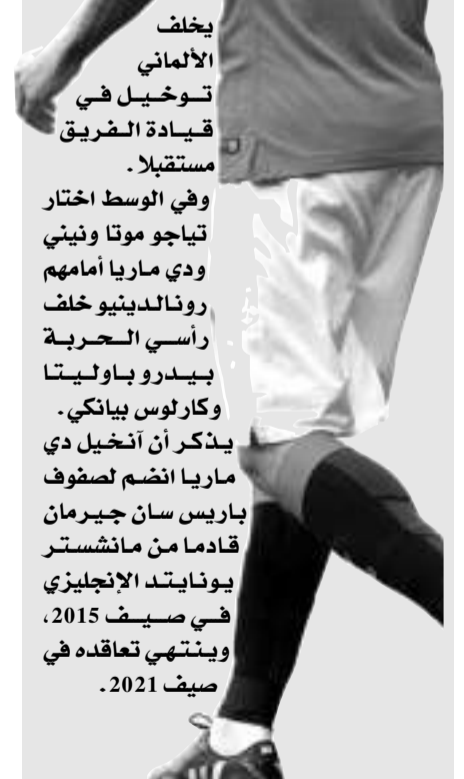 يخلف
الألماني
توخيل في
قيادة الفريق
مستقبلا.
وفي الوسط اختار
تياجو موتا ونيني
ودي ماريا أمامهم
رونالدينيو خلف
رأسي الحربة
بيدرو باوليتا
وكارلوس بيانكي.
يذكر أن آنخيل دي
ماريا انضم لصفوف
باريس سان جيرمان
قادما من مانشستر
يونايتد الإنجليزي
في صيف 2015،
وينتهي تعاقده في
صيف 2021.